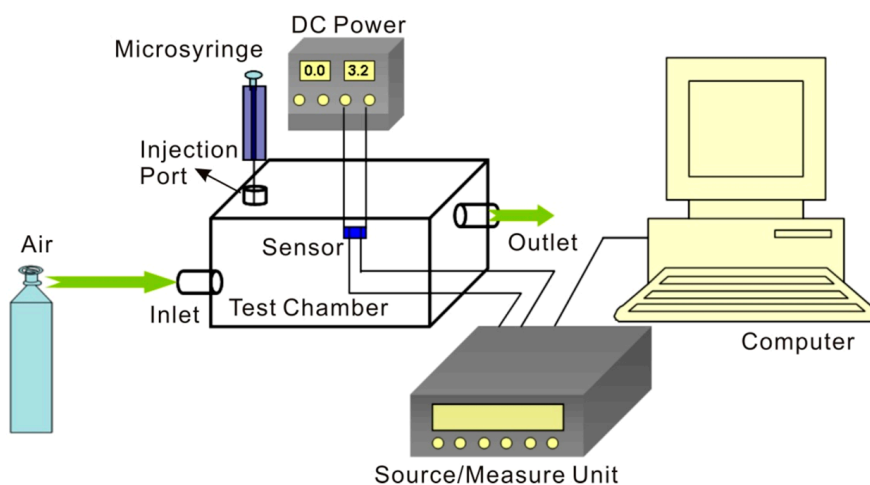 DC Power
Microsyringe
0.0 3.2
Injection
Port
Sensor
Outlet
Air
Inlet
Test Chamber
Computer
Source/Measure Unit